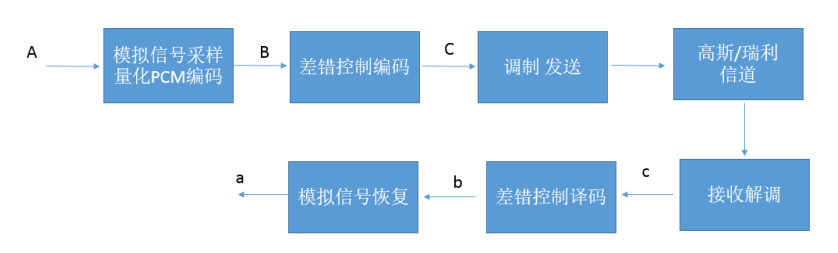 A
模拟信号采样
量化PCM编码
B
差错控制编码
C
调制 发送
高斯/瑞利
信道
a
模拟信号恢复
b
差错控制译码
c
接收解调